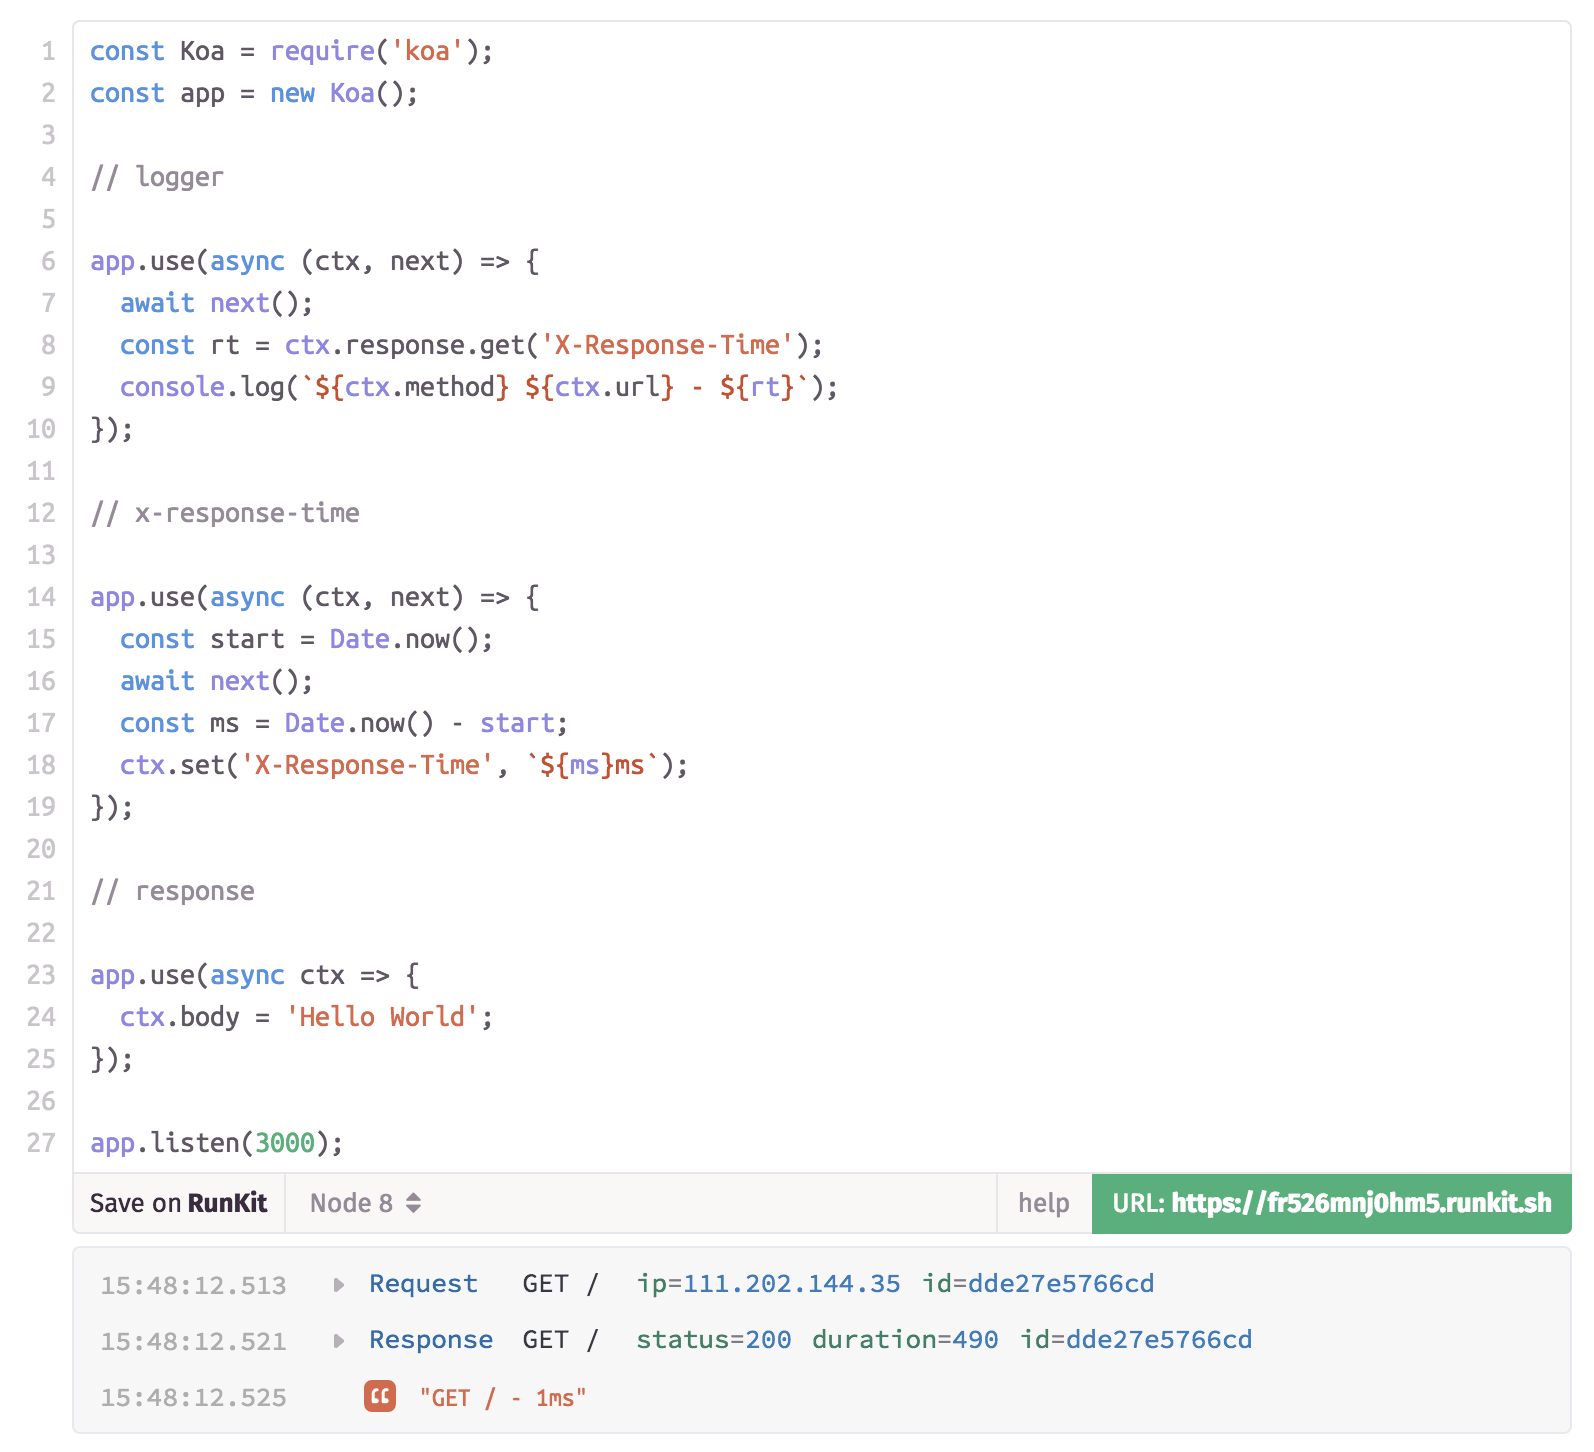 1 const Koa = require('koa');
2 const app = new Koa();
3
4 // logger
5
6 app.use(async (ctx, next) => {
7   await next();
8   const rt = ctx.response.get('X-Response-Time');
9   console.log(`${ctx.method} ${ctx.url} - ${rt}`);
10 });
11
12 // x-response-time
13
14 app.use(async (ctx, next) => {
15   const start = Date.now();
16   await next();
17   const ms = Date.now() - start;
18   ctx.set('X-Response-Time', `${ms}ms`);
19 });
20
21 // response
22
23 app.use(async ctx => {
24   ctx.body = 'Hello World';
25 });
26
27 app.listen(3000);
Save on RunKit Node 8 help URL: https://fr526mnj0hm5.runkit.sh
15:48:12.513 Request GET / ip=111.202.144.35 id=dde27e5766cd
15:48:12.521 Response GET / status=200 duration=490 id=dde27e5766cd
15:48:12.525 "GET / - 1ms"